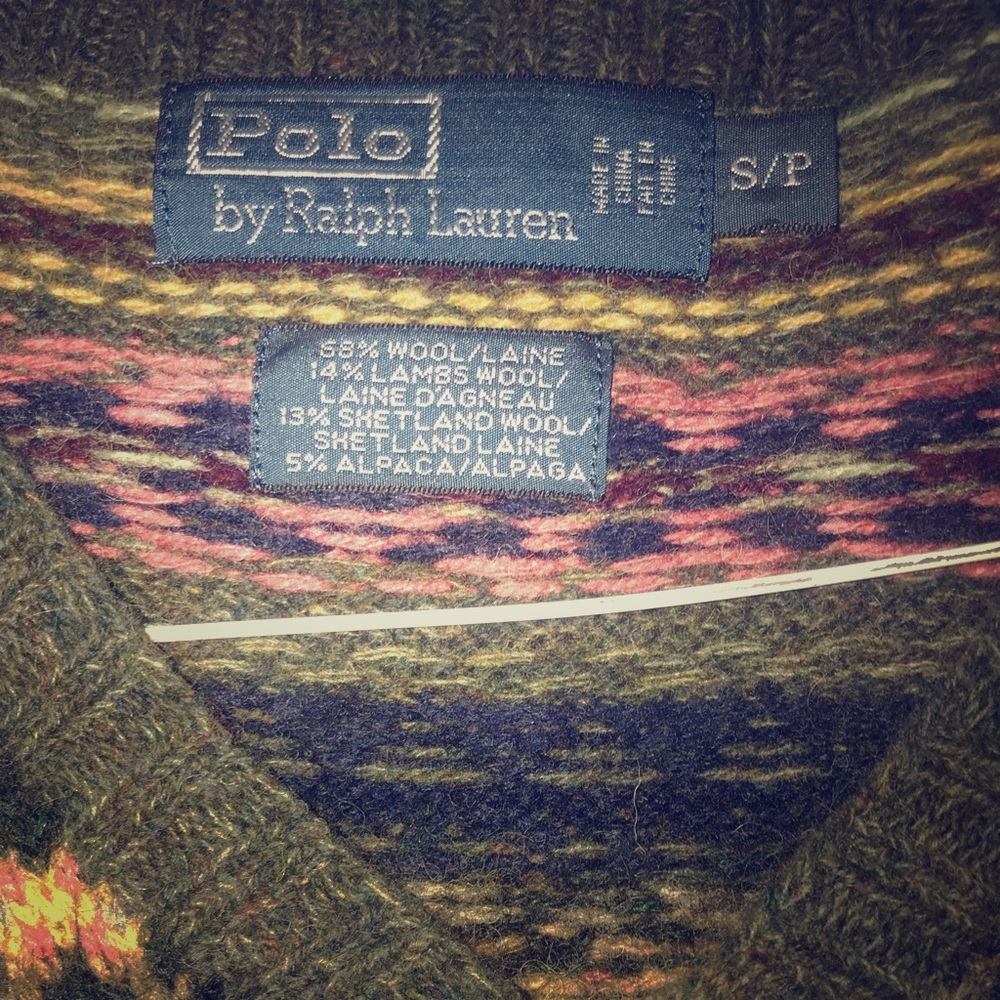 Polo
by Ralph Lauren
S/P
68% WOOL/LAINE
14% LAMBS WOOL/
LAINE DAGNEAU
13% SHETLAND WOOL/
SHETLAND LAINE
5% ALPACA/ALPAGA